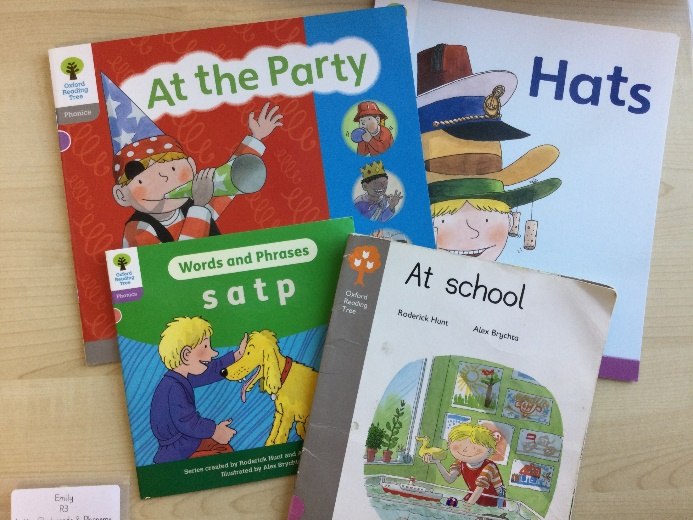 Oxford
Reading
Tree
Phonics
At the Party
Hats
Oxford
Reading
Tree
Phonics
Words and Phrases
s a t p
Series created by Roderick Hunt and
Illustrated by Alex Brychta
Oxford
Reading
Tree
At school
Roderick Hunt
Alex Brychta
Emily
R3